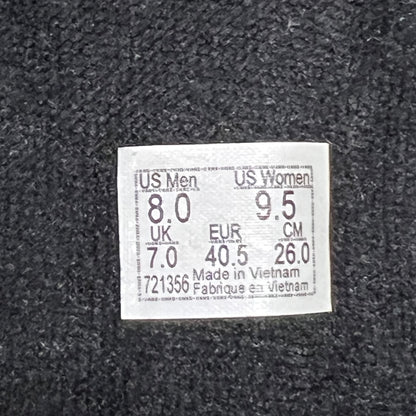 US Men US Women
8.0 9.5
UK EUR CM
7.0 40.5 26.0
721356 Made in Vietnam
Fabrique en Vietnam